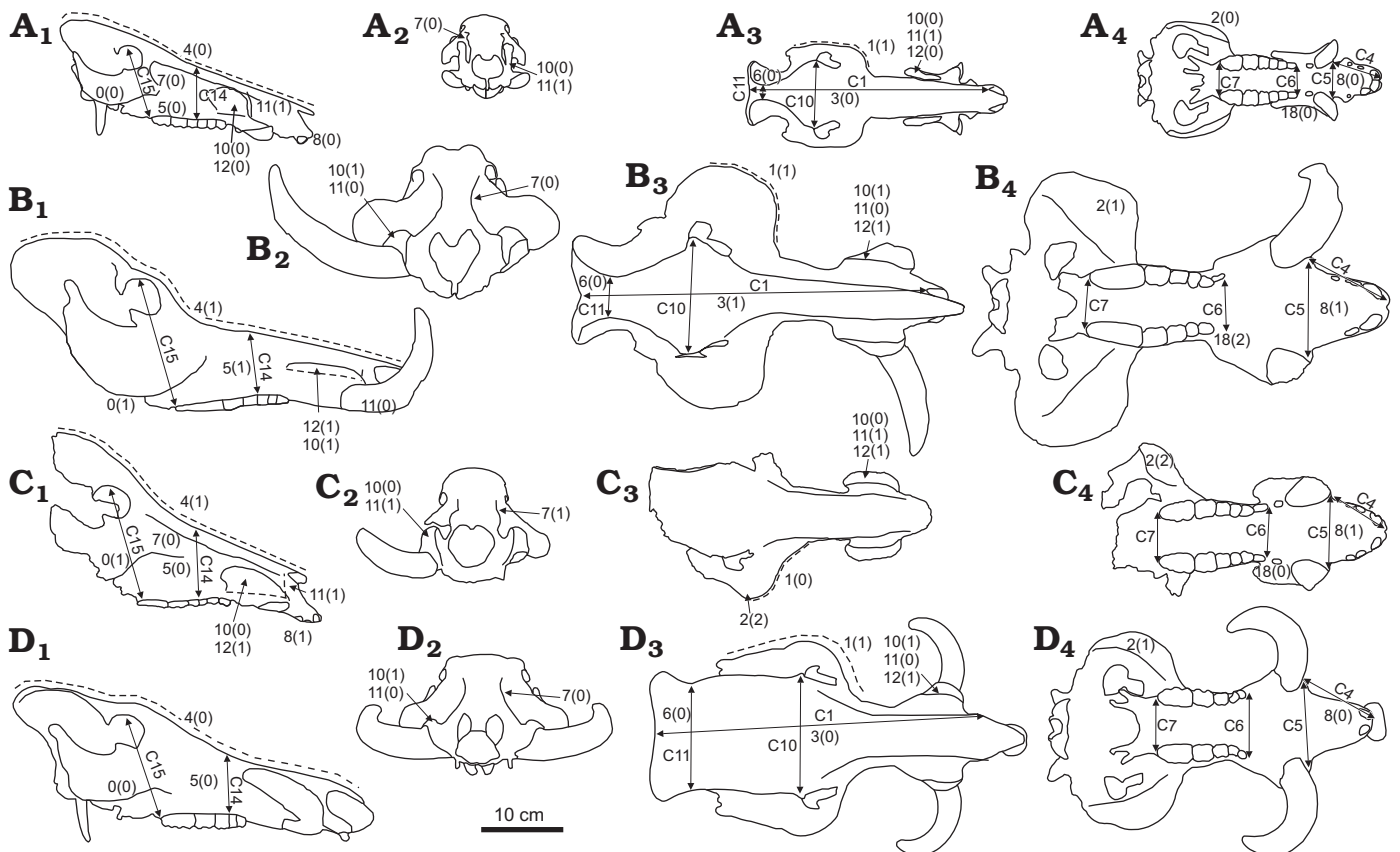 A1
4(0)
C15
7(0)
0(0)
C14
5(0)
11(1)
10(0)
12(0)
8(0)
A2
7(0)
10(0)
11(1)
A3
1(1)
10(0)
11(1)
12(0)
C11
6(0)
C1
C10
3(0)
A4
2(0)
C4
C7
C6
C5
8(0)
18(0)
B1
4(1)
C15
C14
5(1)
0(1)
12(1)
10(1)
11(0)
B2
10(1)
11(0)
7(0)
B3
1(1)
10(1)
11(0)
12(1)
6(0)
C11
C1
C10
3(1)
B4
2(1)
C4
C7
C6
C5
8(1)
18(2)
C1
4(1)
C15
7(0)
0(1)
5(0)
C14
11(1)
10(0)
12(1)
8(1)
C2
10(0)
11(1)
7(1)
C3
10(0)
11(1)
12(1)
1(0)
2(2)
C4
2(2)
C4
C7
C6
C5
8(1)
18(0)
D1
4(0)
C15
5(0)
C14
0(0)
D2
10(1)
11(0)
7(0)
10 cm
D3
1(1)
10(1)
11(0)
12(1)
6(0)
C11
C1
C10
3(0)
D4
2(1)
C4
C7
C6
C5
8(0)